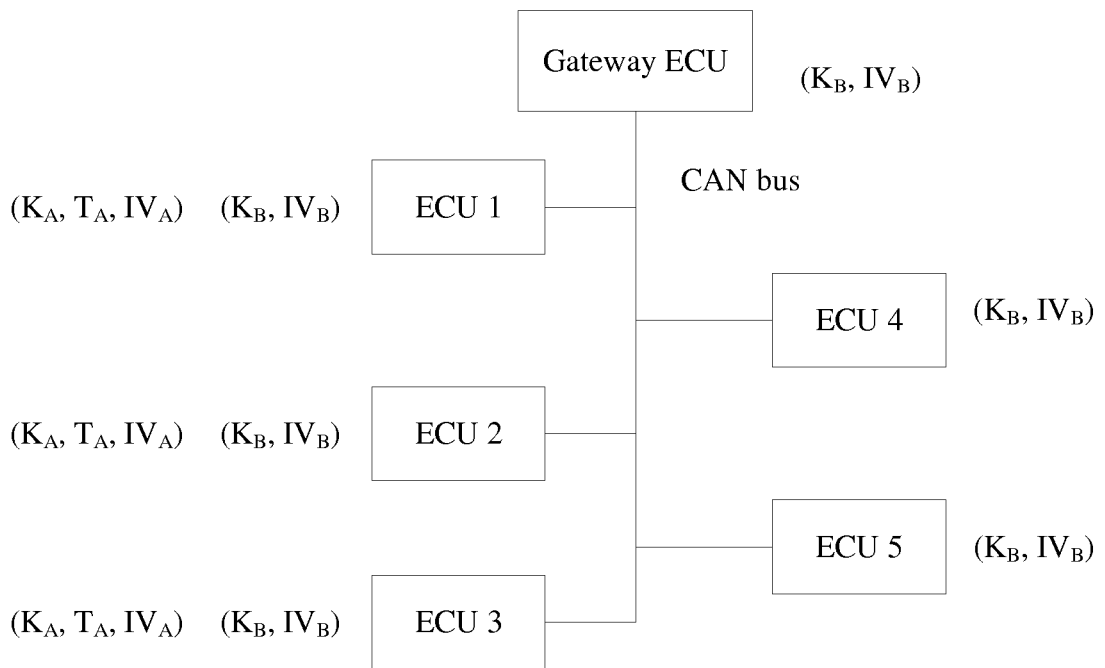 Gateway ECU
(K_B, IV_B)
CAN bus
(K_A, T_A, IV_A) (K_B, IV_B) ECU 1
ECU 4 (K_B, IV_B)
(K_A, T_A, IV_A) (K_B, IV_B) ECU 2
ECU 5 (K_B, IV_B)
(K_A, T_A, IV_A) (K_B, IV_B) ECU 3